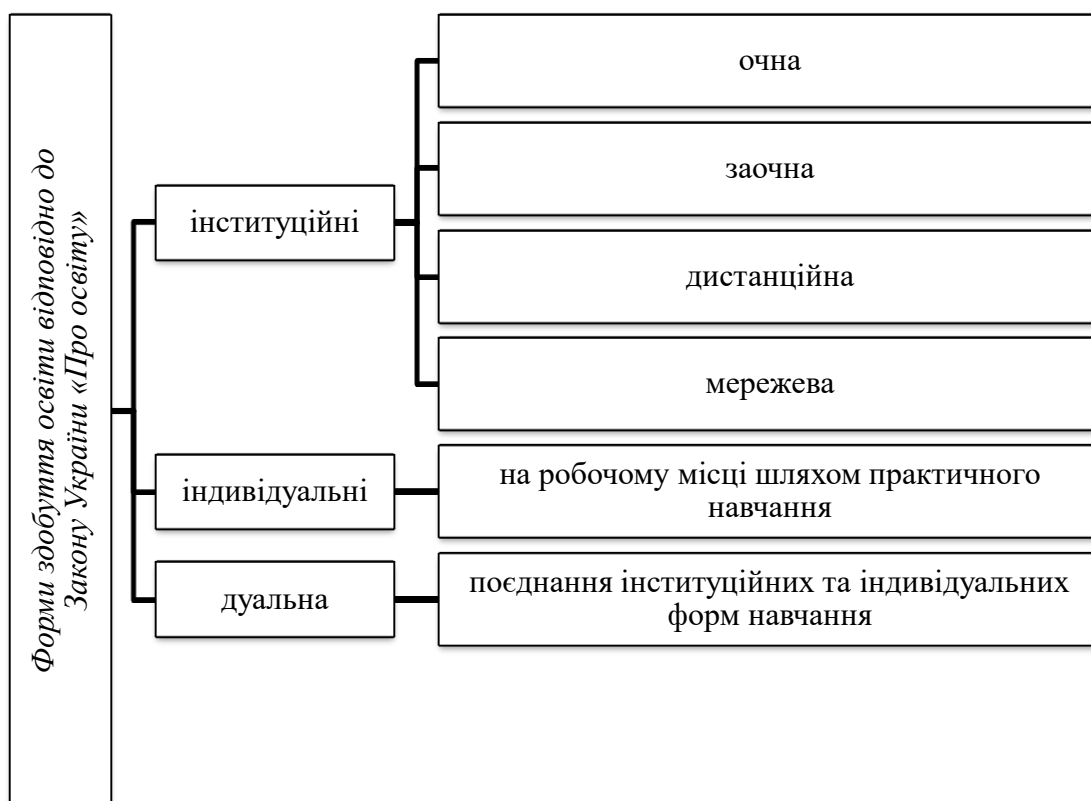 Форми здобуття освіти відповідно до
Закону України «Про освіту»
інституційні
очна
заочна
дистанційна
мережева
індивідуальні
на робочому місці шляхом практичного
навчання
дуальна
поєднання інституційних та індивідуальних
форм навчання